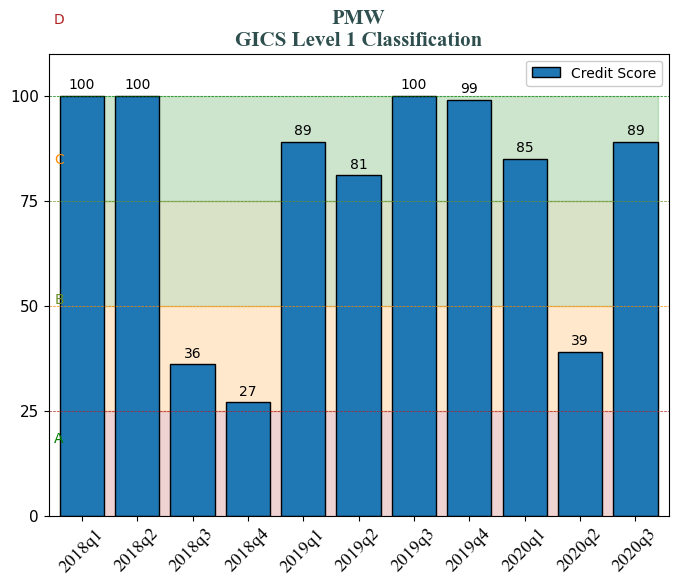 D
PMW
GICS Level 1 Classification
Credit Score
100
100
36
27
89
81
100
99
85
39
89
100
75
50
25
0
C
B
A
2018q1
2018q2
2018q3
2018q4
2019q1
2019q2
2019q3
2019q4
2020q1
2020q2
2020q3